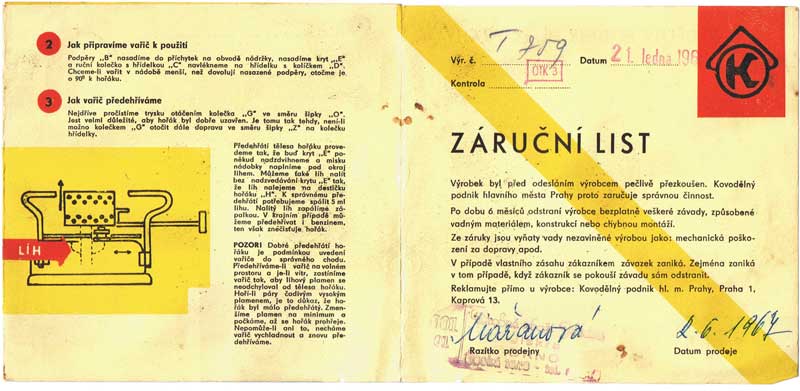 2 Jak připravíme vařič k použití
Podpěry „B" nasadíme do příchytek na obvodě nádržky, nasadíme kryt „E"
a ruční kolečko s hřídelkou „C" navlékneme na hřídelku s kolíčkem „D".
Chceme-li vařit v nádobě menší, než dovolují nasazené podpěry, otočíme je
o 90º k hořáku.
3 Jak vařič předehříváme
Nejdříve pročistíme trysku otáčením kolečka „G" ve směru šipky „O".
Jest velmi důležité, aby hořák byl dobře uzavřen. Je tomu tak tehdy, není-li
možno kolečkem „G" otočit dále doprava ve směru šipky „Z" na kolečku
hřídelky.
Předehřátí tělesa hořáku prove-
deme tak, že buď kryt „E" po-
někud nadzvihneme a misku
nádobky naplníme pod okraj
lihem. Můžeme také líh nalít
bez nadzvedávání krytu „E" tak,
že líh nalejeme na destičku
hořáku „H". K správnému pře-
dehřátí potřebujeme spálit 5 ml
lihu. Nalitý líh zapálíme zá-
palkou. V krajním případě mů-
žeme předehřívat i benzinem,
ten však znečisťuje hořák.
LÍH
POZOR! Dobré předehřátí ho-
řáku je podmínkou uvedení
vařiče do správného chodu.
Předehříváme-li vařič na volném
prostoru a je-li vítr, zastíníme
vařič tak, aby lihový plamen se
neodchyloval od tělesa hořáku.
Hoří-li páry čadivým vysokým
plamenem, je to důkaz, že ho-
řák byl málo předehřátý. Zmen-
šíme plamen na minimum a
počkáme, až se hořák prohřeje.
Nepomůže-li ani to, necháme
vařič vychladnout a znovu pře-
dehříváme.
Výr. č. T 709 Datum 21. ledna 196
OTK 3
Kontrola
K
ZÁRUČNÍ LIST
Výrobek byl před odesláním výrobcem pečlivě přezkoušen. Kovodělný
podnik hlavního města Prahy proto zaručuje správnou činnost.
Po dobu 6 měsíců odstraní výrobce bezplatně veškeré závady, způsobené
vadným materiálem, konstrukcí nebo chybnou montáží.
Ze záruky jsou vyňaty vady nezaviněné výrobou jako: mechanická poško-
zení za dopravy apod.
V případě vlastního zásahu zákazníkem závazek zaniká. Zejména zaniká
v tom případě, když zákazník se pokouší závadu sám odstranit.
Reklamujte přímo u výrobce: Kovodělný podnik hl. m. Prahy, Praha 1,
Kaprová 13.
Mařanová 2. 6. 1967
Razítko prodejny Datum prodeje